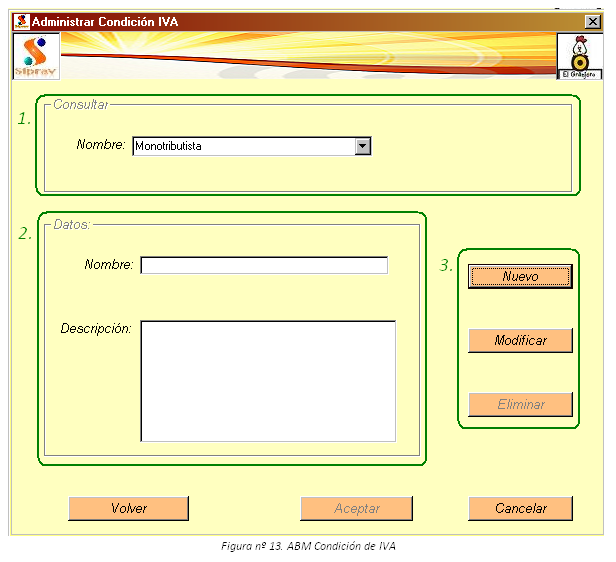 Administrar Condición IVA
Siprav
El Granjero
1.
Consultar
Nombre: Monotributista
2.
Datos:
Nombre:
Descripción:
3.
Nuevo
Modificar
Eliminar
Volver
Aceptar
Cancelar
Figura nº 13. ABM Condición de IVA